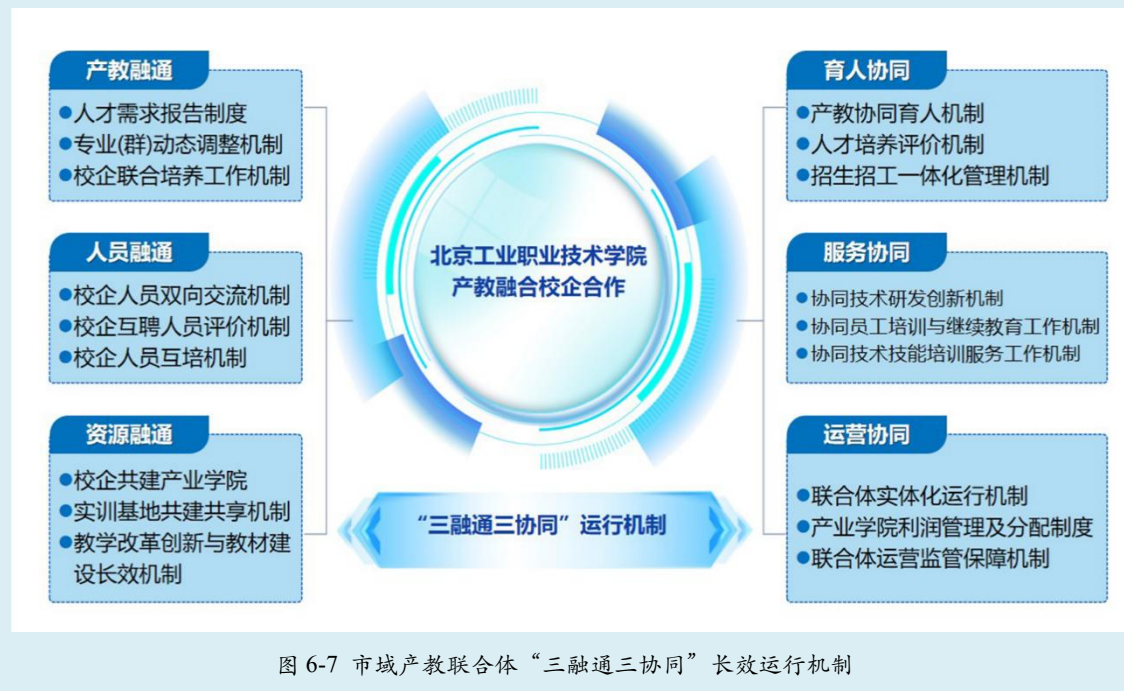 产教融通
●人才需求报告制度
●专业(群)动态调整机制
●校企联合培养工作机制
人员融通
●校企人员双向交流机制
●校企互聘人员评价机制
●校企人员互培机制
资源融通
●校企共建产业学院
●实训基地共建共享机制
●教学改革创新与教材建
设长效机制
北京工业职业技术学院
产教融合校企合作
“三融通三协同”运行机制
育人协同
●产教协同育人机制
●人才培养评价机制
●招生招工一体化管理机制
服务协同
●协同技术研发创新机制
●协同员工培训与继续教育工作机制
●协同技术技能培训服务工作机制
运营协同
●联合体实体化运行机制
●产业学院利润管理及分配制度
●联合体运营监管保障机制
图 6-7 市域产教联合体“三融通三协同”长效运行机制